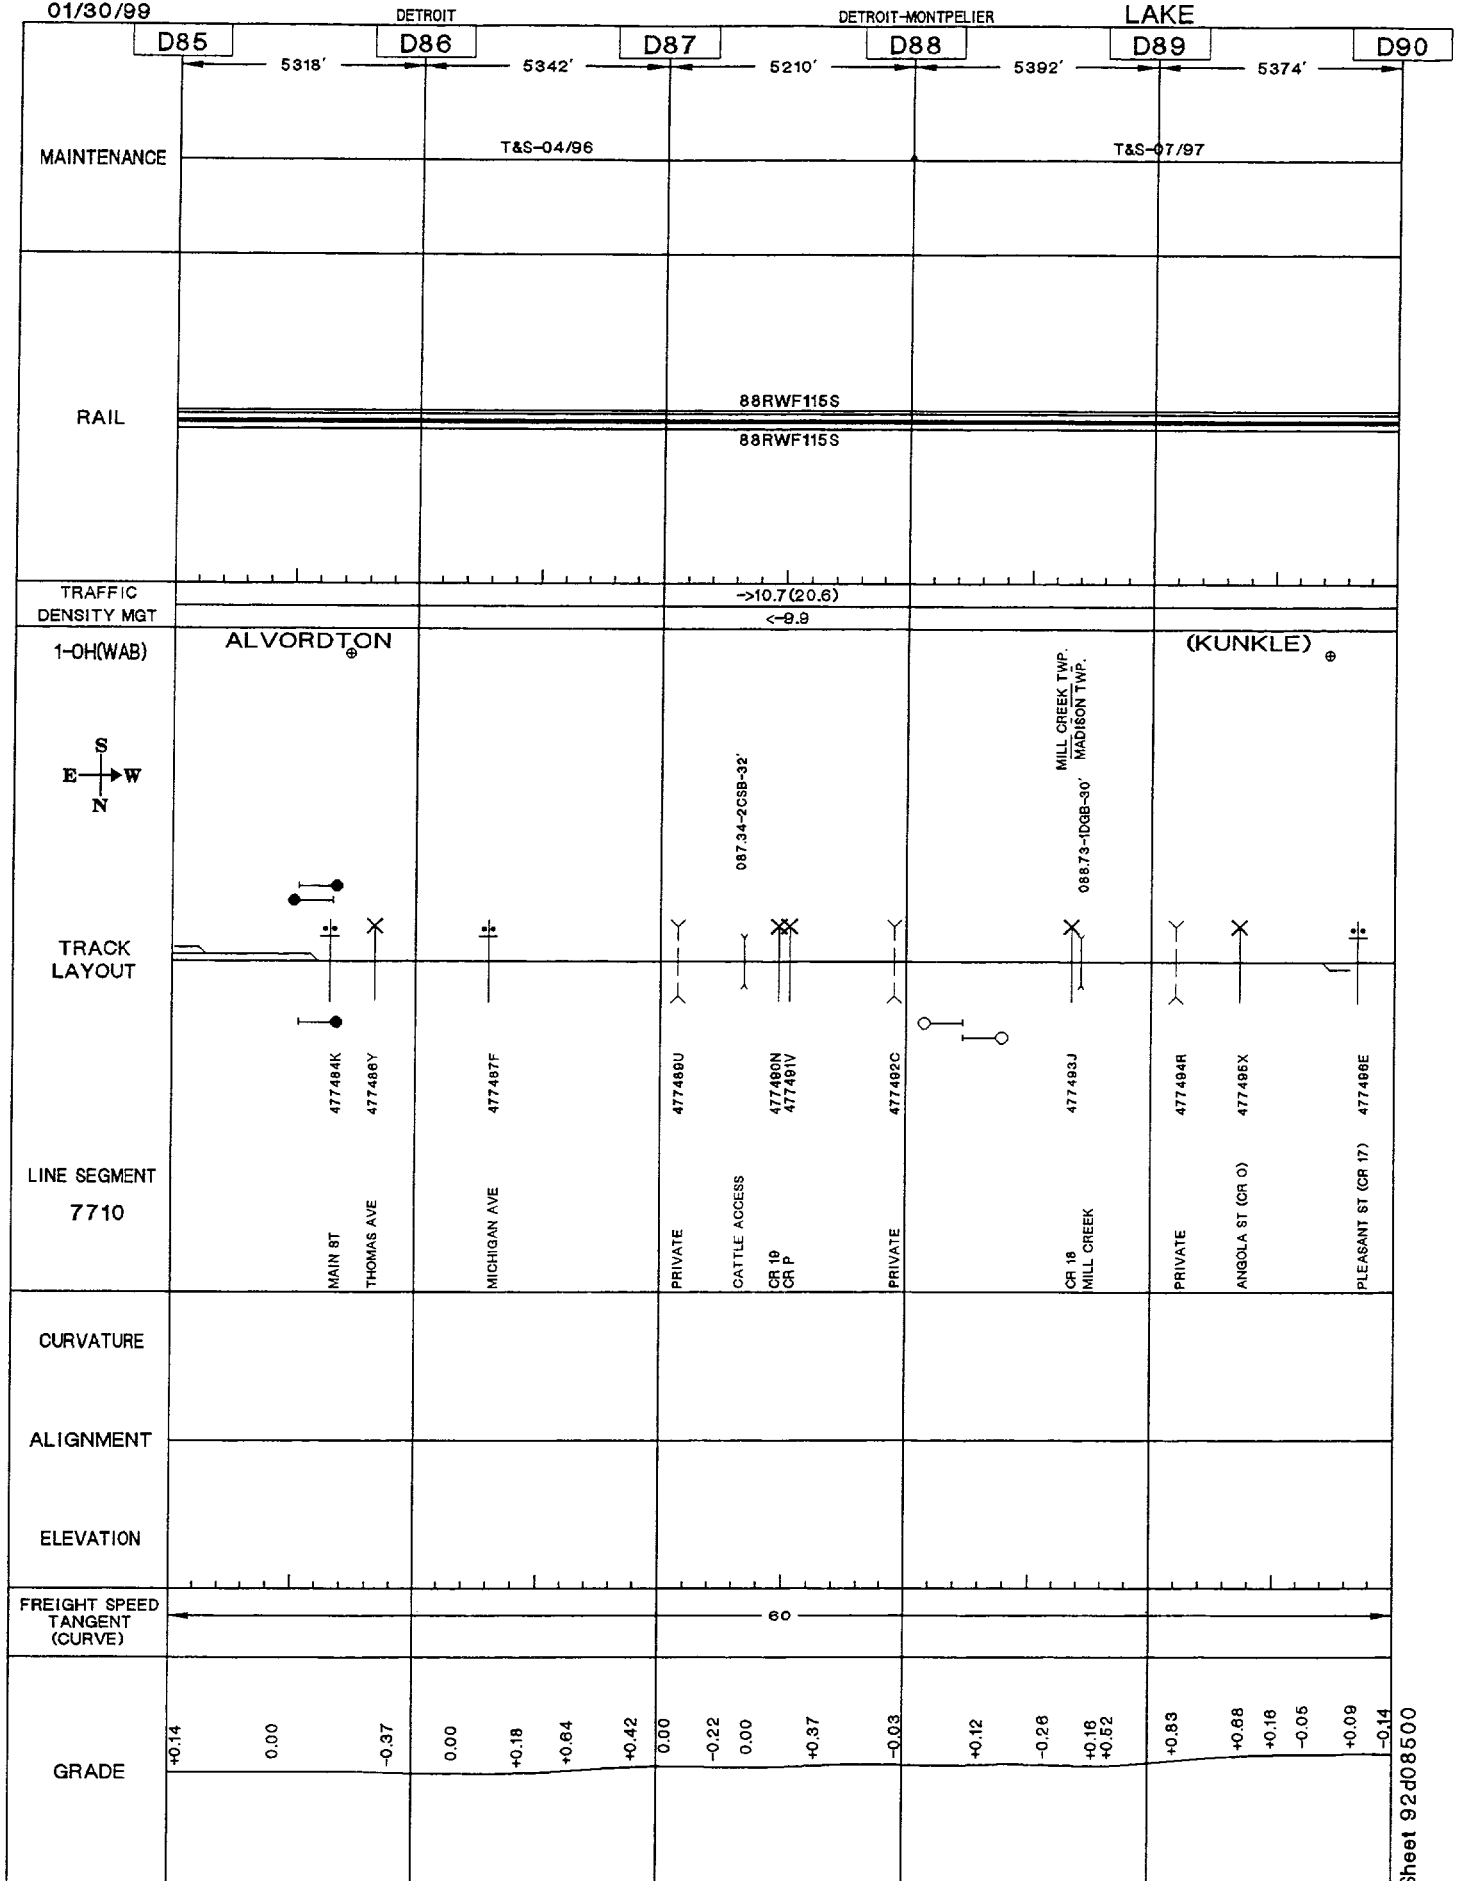 01/30/99
DETROIT
DETROIT-MONTPELIER
LAKE
D85
D86
D87
D88
D89
D90
5318'
5342'
5210'
5392'
5374'
MAINTENANCE
T&S-04/96
T&S-07/97
RAIL
88RWF115S
88RWF115S
TRAFFIC
DENSITY MGT
->10.7(20.6)
<-9.9
1-OH(WAB)
ALVORDTON
(KUNKLE)
S
E W
N
MILL CREEK TWP.
MADISON TWP.
087.34-2CSB-32'
088.73-1DGB-30'
TRACK
LAYOUT
477484K
477486Y
477487F
477489U
477490N
477491V
477492C
477493J
477494R
477495X
477496E
LINE SEGMENT
7710
MAIN ST
THOMAS AVE
MICHIGAN AVE
PRIVATE
CATTLE ACCESS
CR 19
CR P
PRIVATE
CR 18
MILL CREEK
PRIVATE
ANGOLA ST (CR O)
PLEASANT ST (CR 17)
CURVATURE
ALIGNMENT
ELEVATION
FREIGHT SPEED
TANGENT
(CURVE)
60
GRADE
+0.14
0.00
-0.37
0.00
+0.18
+0.64
+0.42
0.00
-0.22
0.00
+0.37
-0.03
+0.12
-0.26
+0.16
+0.52
+0.83
+0.68
+0.16
-0.05
+0.09
-0.14
Sheet 92d08500